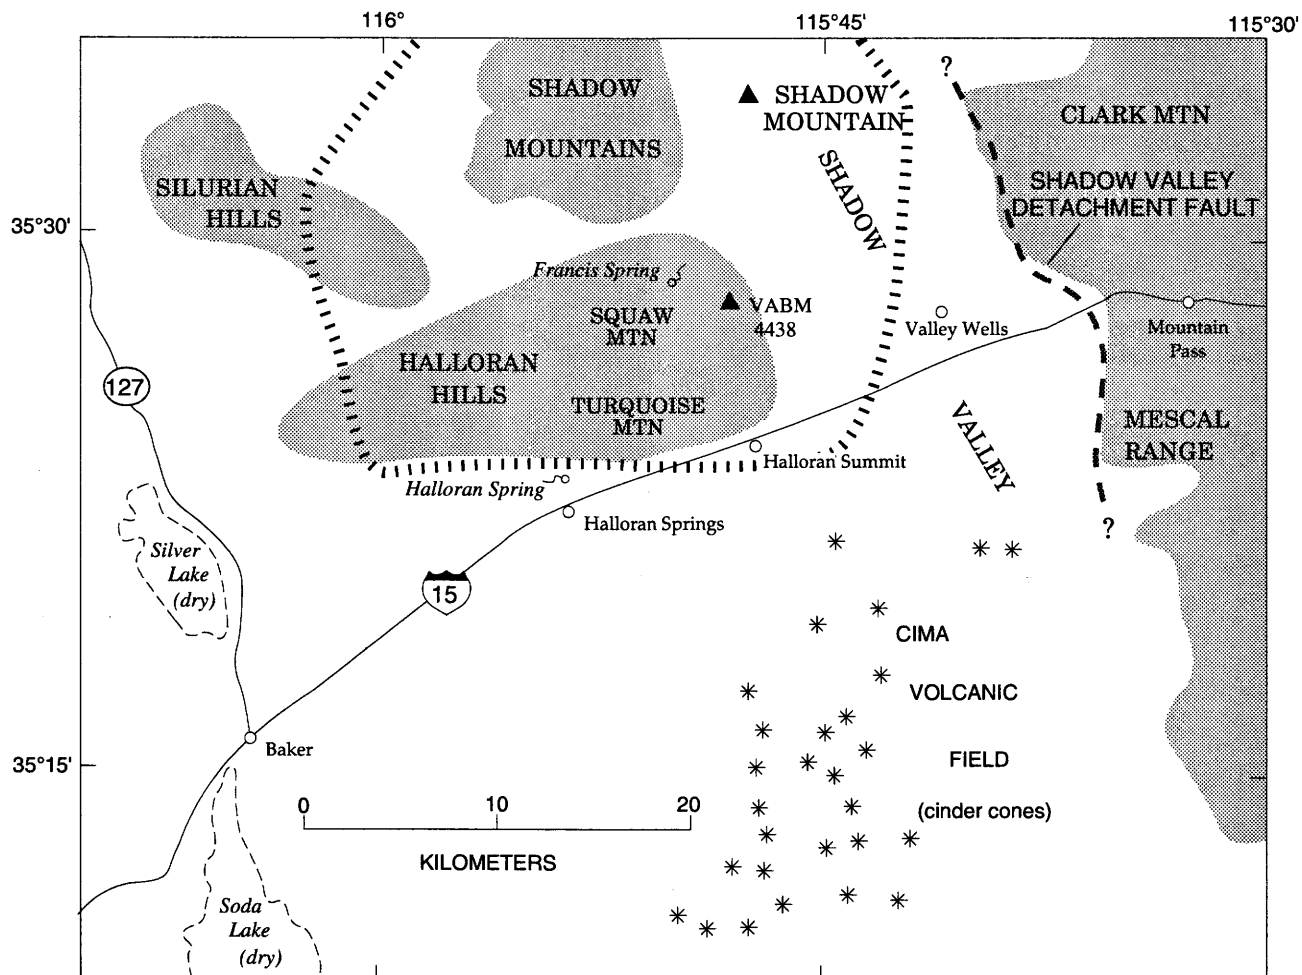 116°
115°45'
115°30'
?
SHADOW
MOUNTAINS
SHADOW
MOUNTAIN
CLARK MTN
SILURIAN
HILLS
SHADOW
SHADOW VALLEY
DETACHMENT FAULT
35°30'
Francis Spring
SQUAW
MTN
VABM
4438
Valley Wells
Mountain
Pass
HALLORAN
HILLS
127
TURQUOISE
MTN
VALLEY
MESCAL
RANGE
Halloran Summit
Halloran Spring
Halloran Springs
?
Silver
Lake
(dry)
15
CIMA
VOLCANIC
FIELD
(cinder cones)
Baker
35°15'
0
10
20
KILOMETERS
Soda
Lake
(dry)